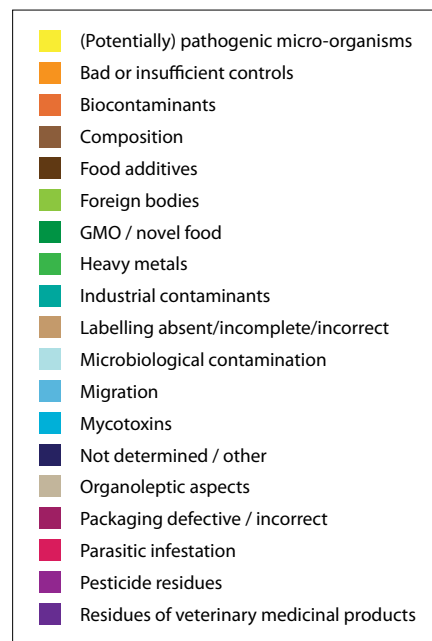 (Potentially) pathogenic micro-organisms
Bad or insufficient controls
Biocontaminants
Composition
Food additives
Foreign bodies
GMO / novel food
Heavy metals
Industrial contaminants
Labelling absent/incomplete/incorrect
Microbiological contamination
Migration
Mycotoxins
Not determined / other
Organoleptic aspects
Packaging defective / incorrect
Parasitic infestation
Pesticide residues
Residues of veterinary medicinal products